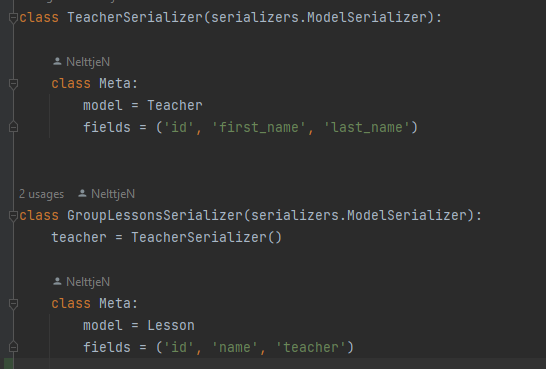 class TeacherSerializer(serializers.ModelSerializer):
NelttjeN
class Meta:
model = Teacher
fields = ('id', 'first_name', 'last_name')
2 usages NelttjeN
class GroupLessonsSerializer(serializers.ModelSerializer):
teacher = TeacherSerializer()
NelttjeN
class Meta:
model = Lesson
fields = ('id', 'name', 'teacher')